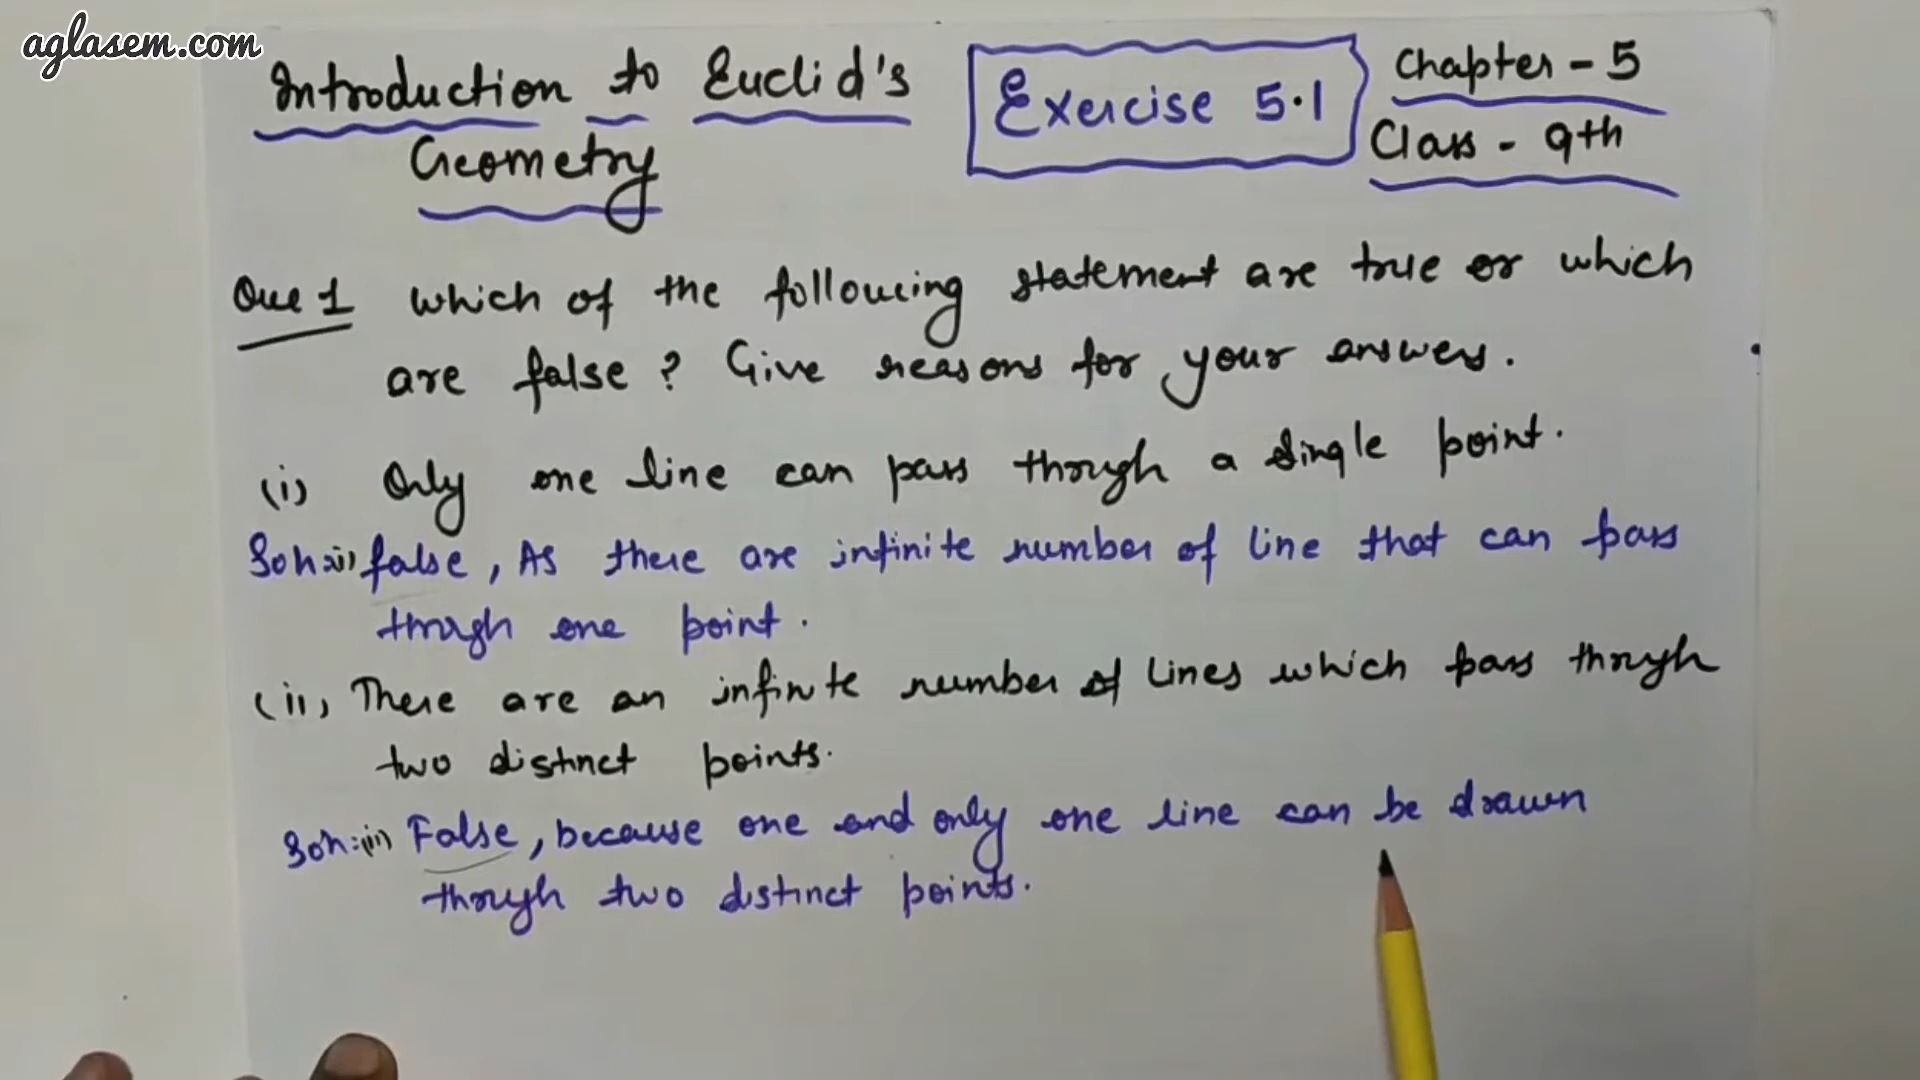 aglasem.com
Introduction to Euclid's
Geometry
Exercise 5.1
Chapter - 5
Class - 9th
Que 1 which of the following statement are true or which
are false? Give reasons for your answers.
(i) Only one line can pass though a single point.
Soln:(i) false, As there are infinite number of line that can pass
through one point.
(ii) There are an infinite number of lines which pass through
two distinct points.
Soln:(ii) False, because one and only one line can be drawn
through two distinct points.